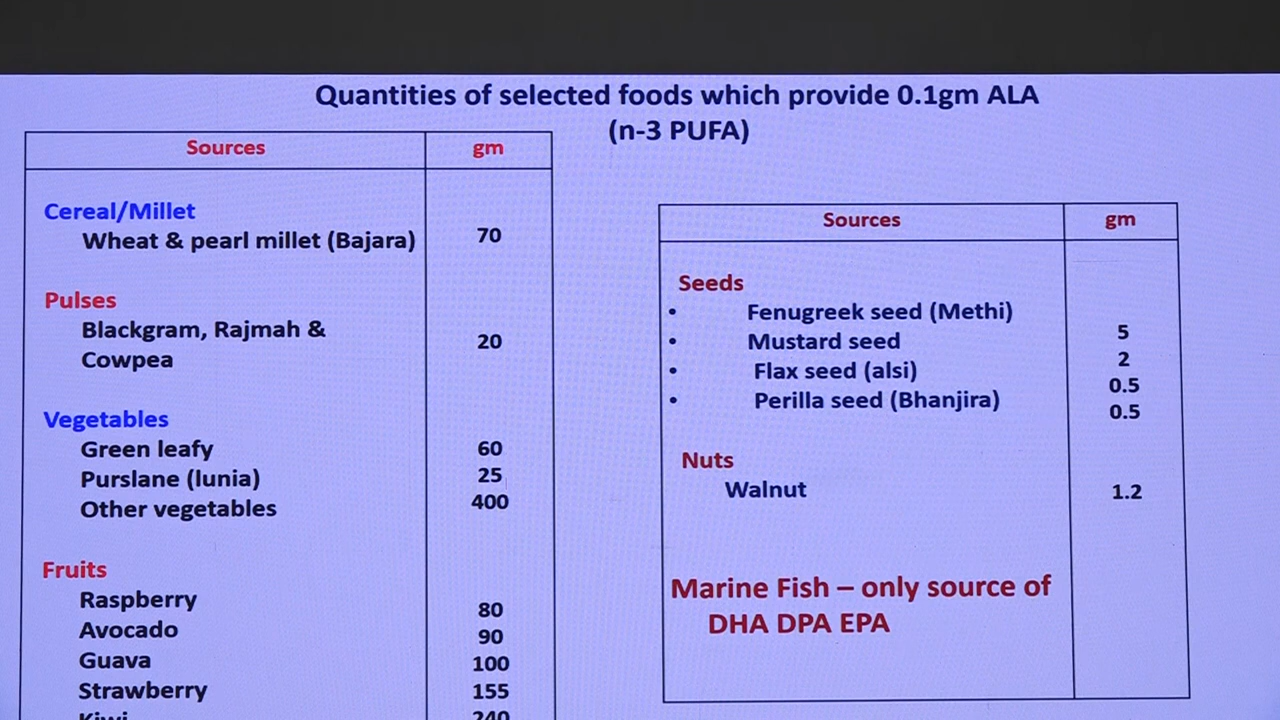 Quantities of selected foods which provide 0.1gm ALA
(n-3 PUFA)
Sources gm
Cereal/Millet
Wheat & pearl millet (Bajara) 70
Pulses
Blackgram, Rajmah &
Cowpea 20
Vegetables
Green leafy 60
Purslane (lunia) 25
Other vegetables 400
Fruits
Raspberry 80
Avocado 90
Guava 100
Strawberry 155
Kiwi 240
Sources gm
Seeds
• Fenugreek seed (Methi) 5
• Mustard seed 2
• Flax seed (alsi) 0.5
• Perilla seed (Bhanjira) 0.5
Nuts
Walnut 1.2
Marine Fish – only source of
DHA DPA EPA